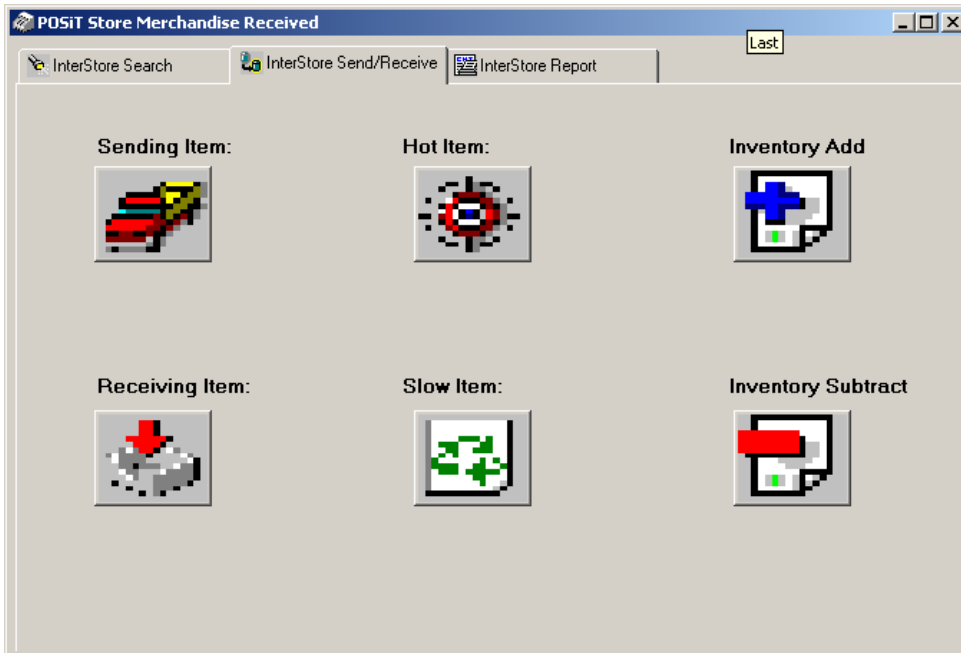 POSiT Store Merchandise Received
Last
InterStore Search InterStore Send/Receive InterStore Report
Sending Item: Hot Item: Inventory Add
Receiving Item: Slow Item: Inventory Subtract